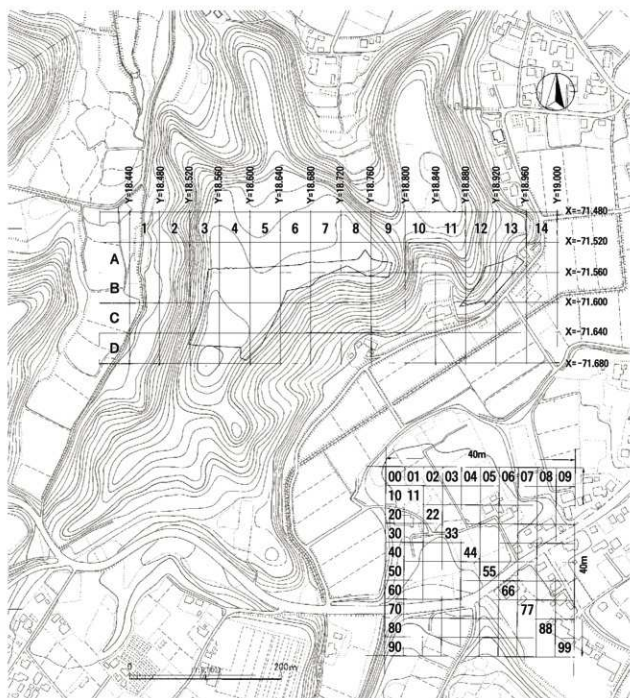 Y=18.440
Y=18.480
Y=18.520
Y=18.560
Y=18.600
Y=18.640
Y=18.680
Y=18.720
Y=18.760
Y=18.800
Y=18.840
Y=18.880
Y=18.920
Y=18.960
Y=19.000
X=-71.480
1 2 3 4 5 6 7 8 9 10 11 12 13 14
X=-71.520
A
X=-71.560
B
X=-71.600
C
X=-71.640
D
X=-71.680
40m
00 01 02 03 04 05 06 07 08 09
10 11
20 22
30 33
40 44
40m
50 55
60 66
70 77
80 88
90 99
0 200m